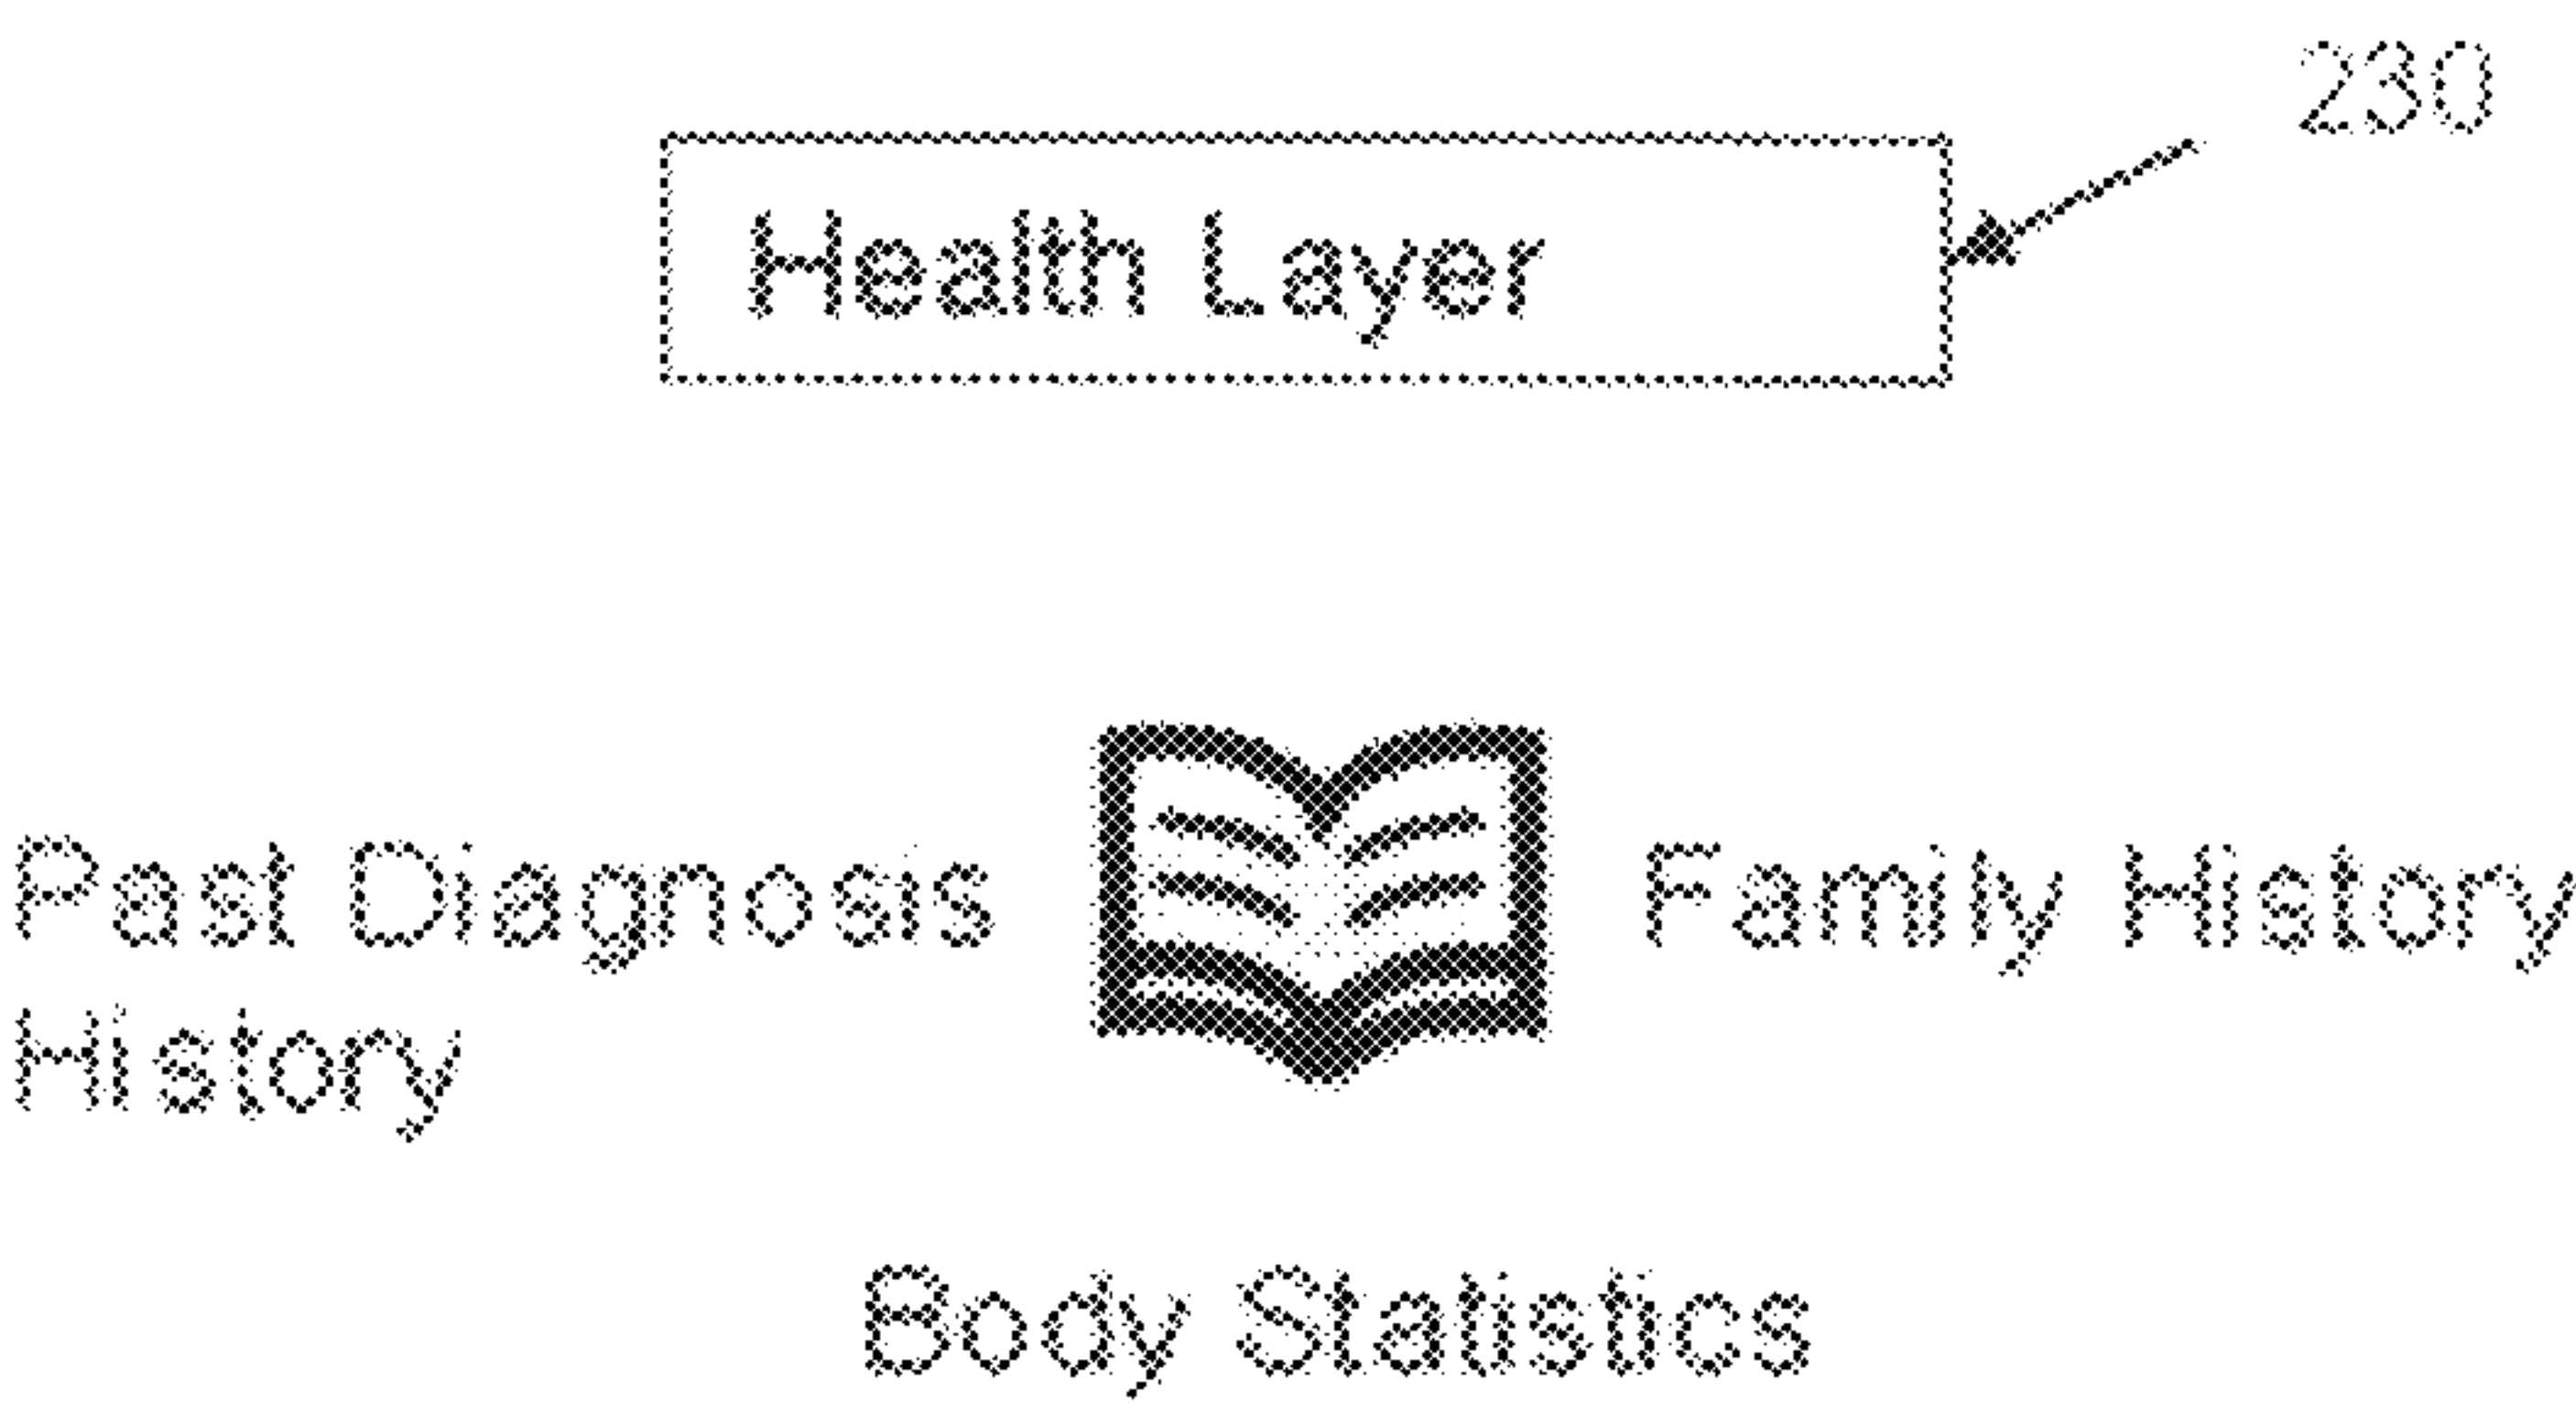 230
Health Layer
Past Diagnosis
History
Family History
Body Statistics